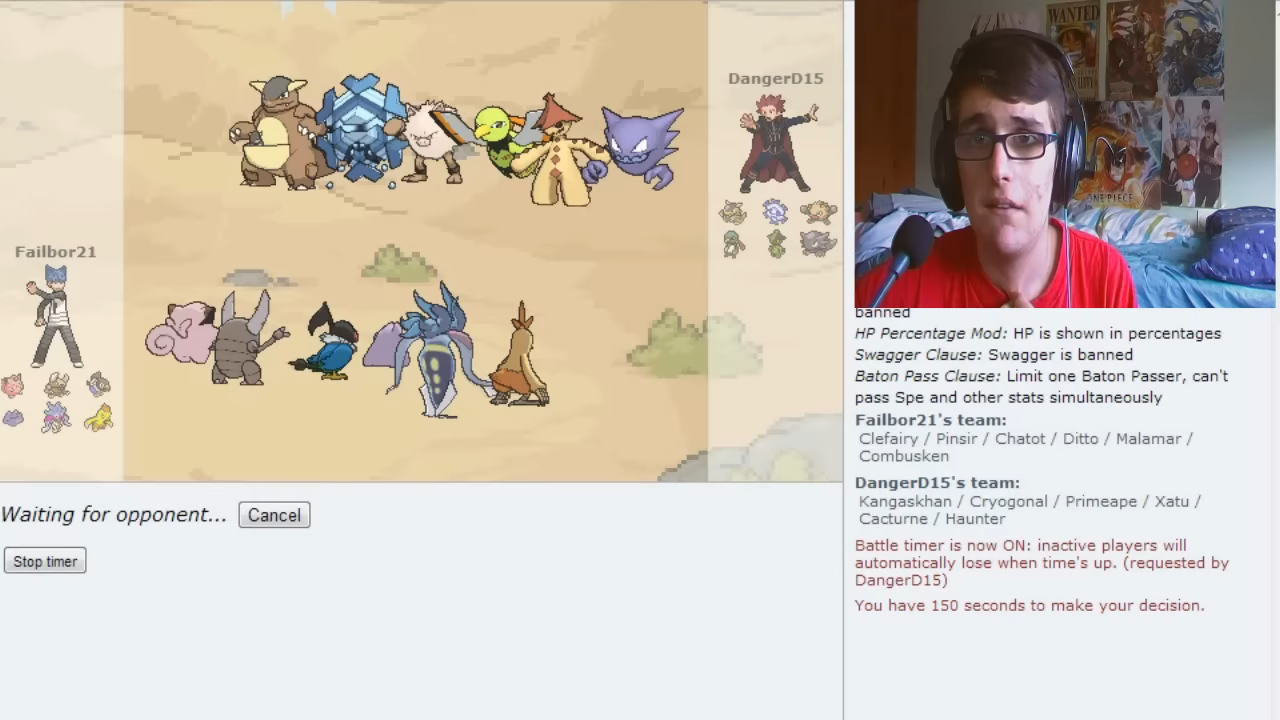 DangerD15
Failbor21
Waiting for opponent...
Cancel
Stop timer
WANTED
ONE PIECE
banned
HP Percentage Mod: HP is shown in percentages
Swagger Clause: Swagger is banned
Baton Pass Clause: Limit one Baton Passer, can't
pass Spe and other stats simultaneously
Failbor21's team:
Clefairy / Pinsir / Chatot / Ditto / Malamar /
Combusken
DangerD15's team:
Kangaskhan / Cryogonal / Primeape / Xatu /
Cacturne / Haunter
Battle timer is now ON: inactive players will
automatically lose when time's up. (requested by
DangerD15)
You have 150 seconds to make your decision.